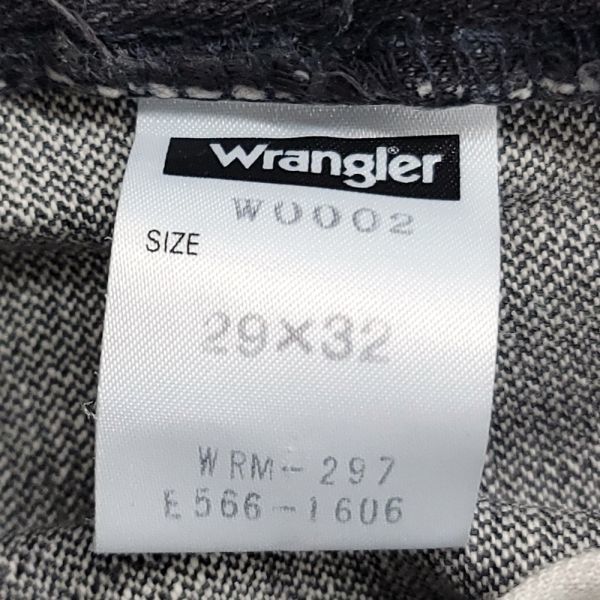 Wrangler
W0002
SIZE
29×32
WRM-297
E566-1606